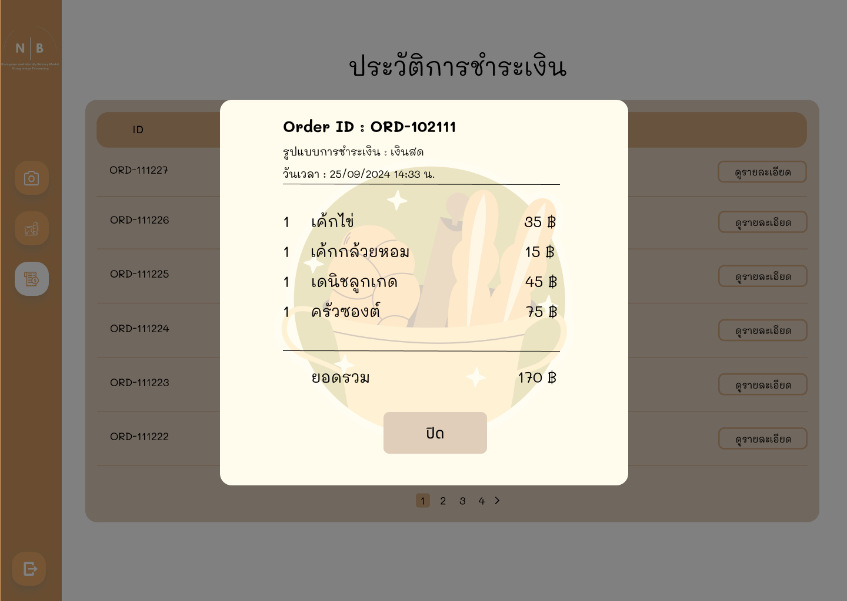 N B
ประวัติการชำระเงิน
ID
Order ID : ORD-102111
รูปแบบการชำระเงิน : เงินสด
วันเวลา : 25/09/2024 14:33 น.
1 เค้กไข่ 35 ฿
1 เค้กกล้วยหอม 15 ฿
1 เดนิชลูกเกด 45 ฿
1 ครัวซองต์ 75 ฿
ยอดรวม 170 ฿
ปิด
ORD-111227 ดูรายละเอียด
ORD-111226 ดูรายละเอียด
ORD-111225 ดูรายละเอียด
ORD-111224 ดูรายละเอียด
ORD-111223 ดูรายละเอียด
ORD-111222 ดูรายละเอียด
1 2 3 4 >